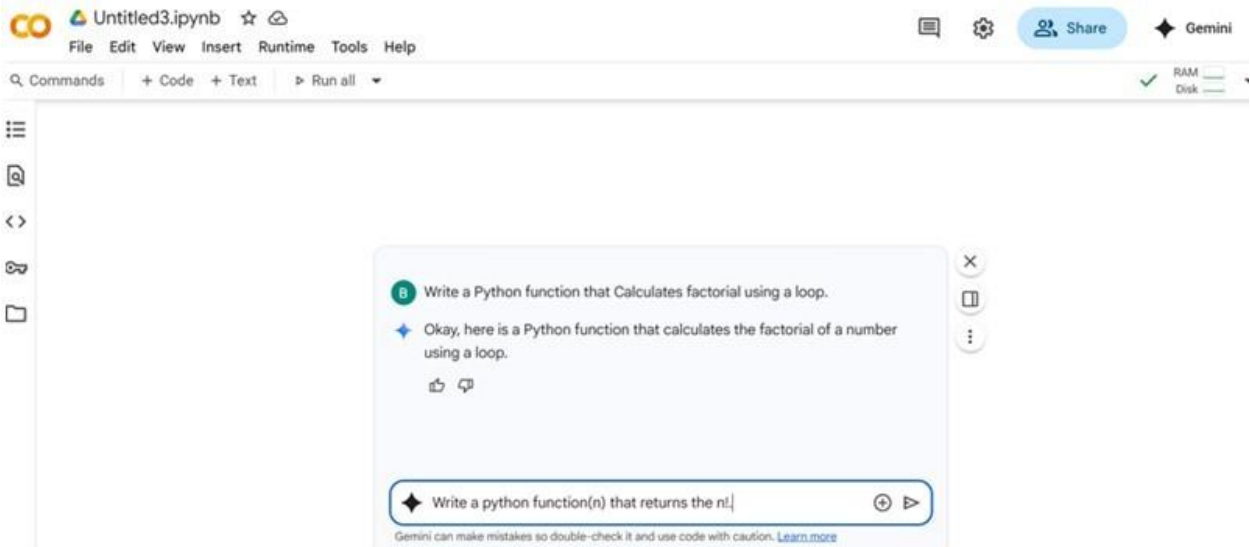 CO Untitled3.ipynb
File Edit View Insert Runtime Tools Help
Share
Gemini
Commands + Code + Text Run all
RAM
Disk
B Write a Python function that Calculates factorial using a loop.
Okay, here is a Python function that calculates the factorial of a number
using a loop.
Write a python function(n) that returns the n!.
Gemini can make mistakes so double-check it and use code with caution. Learn more